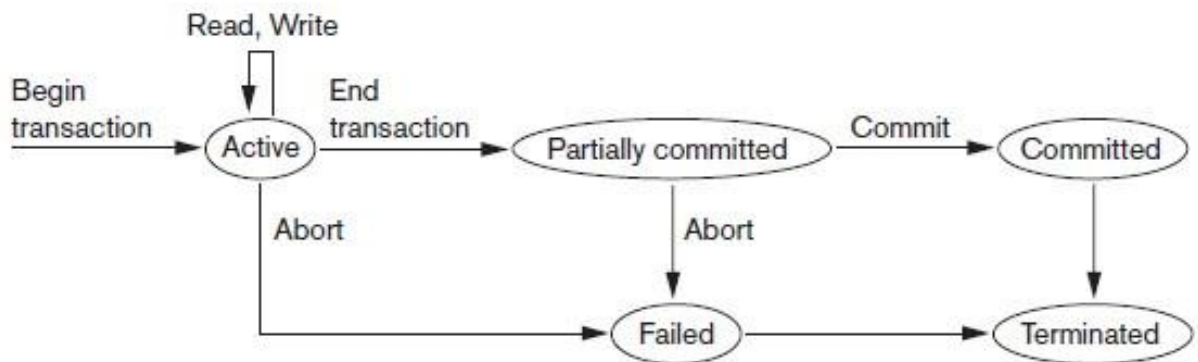 Read, Write
Begin
transaction
End
transaction
Active
Partially committed
Commit
Committed
Abort
Abort
Failed
Terminated